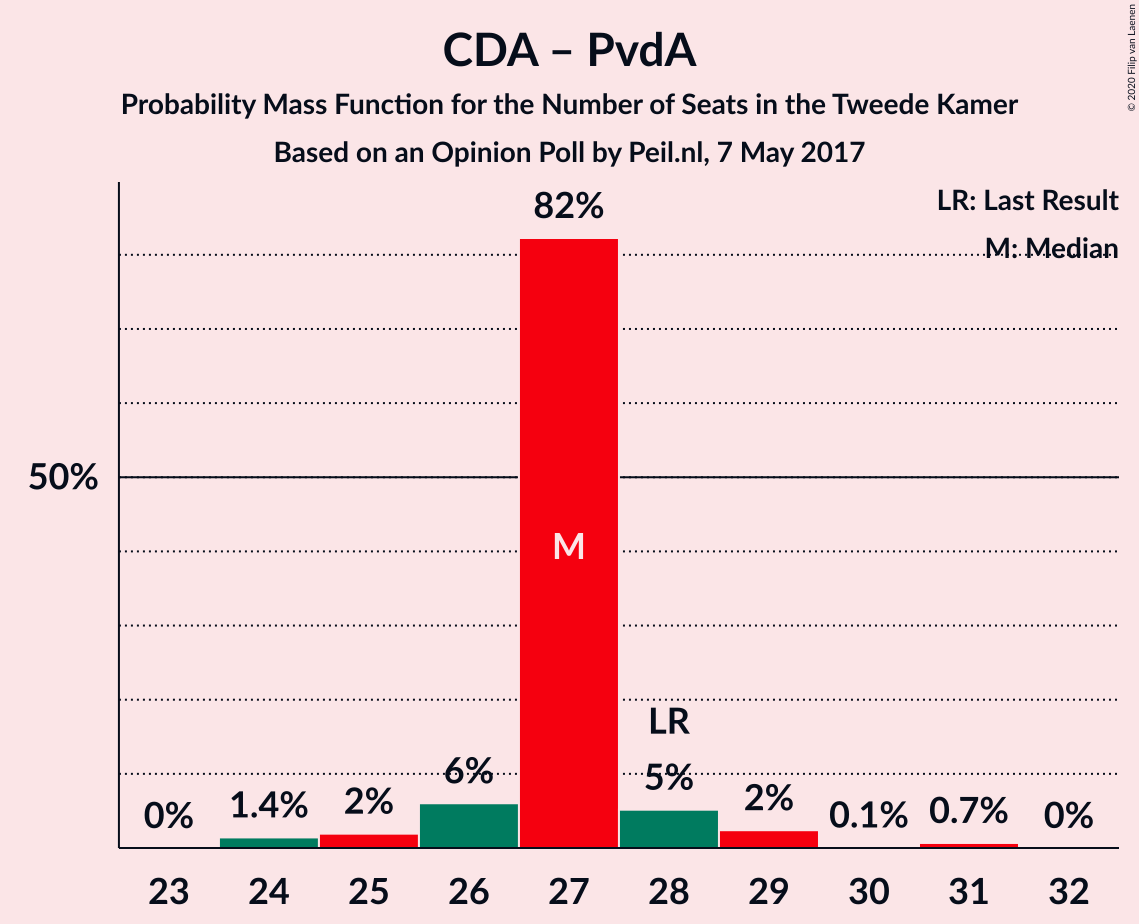 CDA – PvdA
Probability Mass Function for the Number of Seats in the Tweede Kamer
Based on an Opinion Poll by Peil.nl, 7 May 2017
© 2020 Filip van Laenen
LR: Last Result
M: Median
82%
50%
M
LR
0%
1.4%
2%
6%
5%
2%
0.1%
0.7%
0%
23 24 25 26 27 28 29 30 31 32